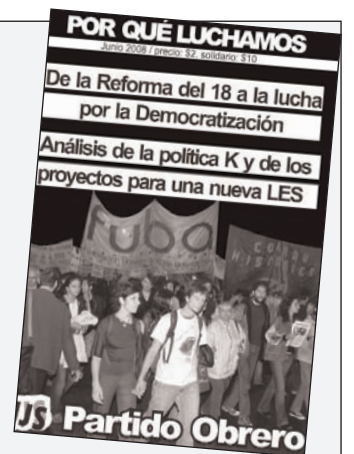 POR QUÉ LUCHAMOS
Junio 2008 / precio: $2, solidario: $10
De la Reforma del 18 a la lucha
por la Democratización
Análisis de la política K y de los
proyectos para una nueva LES
fuba
UJS Partido Obrero